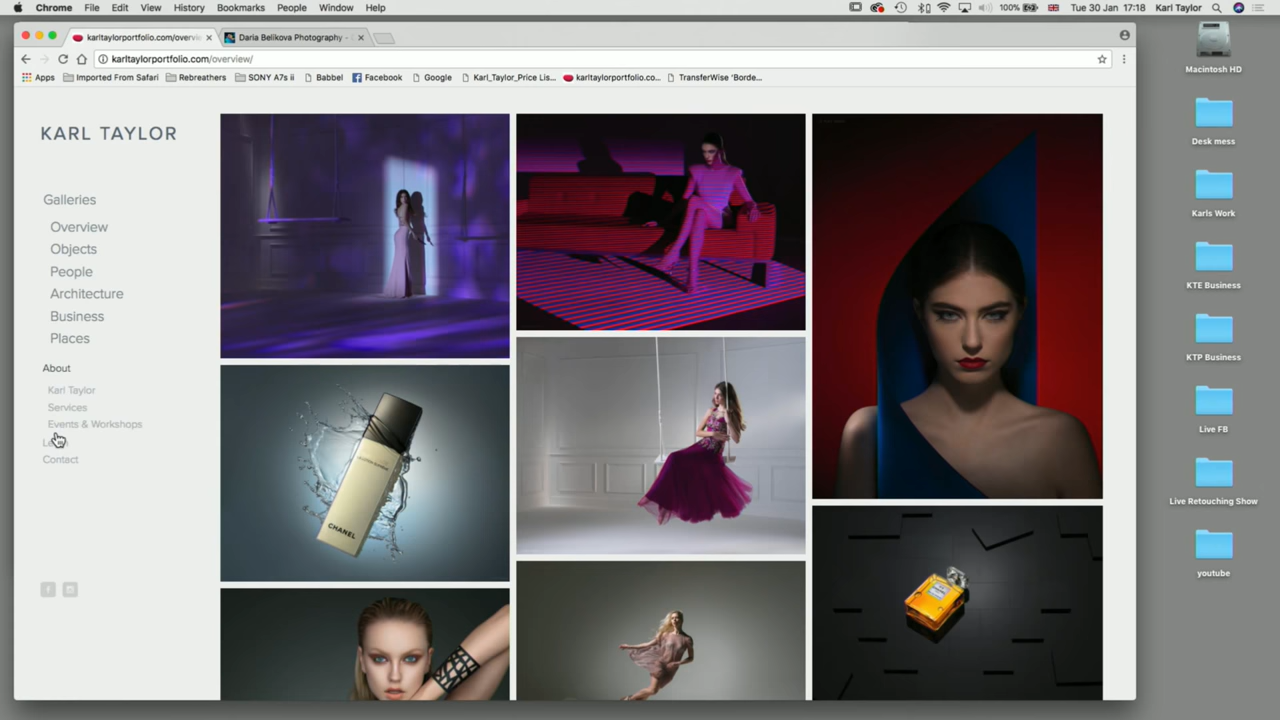 Chrome File Edit View History Bookmarks People Window Help 100% Tue 30 Jan 17:18 Karl Taylor
karltaylorportfolio.com/overvie Daria Belikova Photography -
karltaylorportfolio.com/overview/
Apps Imported From Safari Rebreathers SONY A7s ii Babbel Facebook Google Karl_Taylor_Price Lis... karltaylorportfolio.co... TransferWise 'Borde...
KARL TAYLOR
Galleries
Overview
Objects
People
Architecture
Business
Places
About
Karl Taylor
Services
Events & Workshops
Contact
CHANEL
Macintosh HD
Desk mess
Karls Work
KTE Business
KTP Business
Live FB
Live Retouching Show
youtube